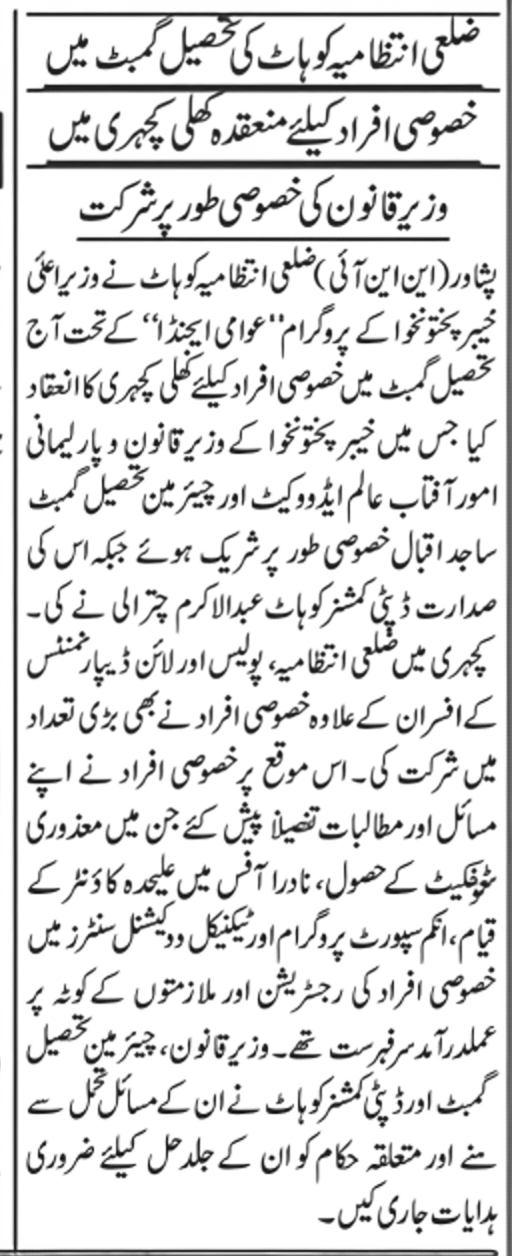 ضلعی انتظامیہ کوہاٹ کی تحصیل گمبٹ میں
خصوصی افراد کیلئے منعقدہ کھلی کچہری میں
وزیر قانون کی خصوصی طور پر شرکت
پشاور (این این آئی) ضلعی انتظامیہ کوہاٹ نے وزیر اعلیٰ
خیبر پختونخوا کے پروگرام ''عوامی ایجنڈا'' کے تحت آج
تحصیل گمبٹ میں خصوصی افراد کیلئے کھلی کچہری کا انعقاد
کیا جس میں خیبر پختونخوا کے وزیر قانون و پارلیمانی
امور آفتاب عالم ایڈووکیٹ اور چیئر مین تحصیل گمبٹ
ساجد اقبال خصوصی طور پر شریک ہوئے جبکہ اس کی
صدارت ڈپٹی کمشنر کوہاٹ عبدالاکرم چترالی نے کی۔
کچہری میں ضلعی انتظامیہ، پولیس اور لائن ڈیپارٹمنٹس
کے افسران کے علاوہ خصوصی افراد نے بھی بڑی تعداد
میں شرکت کی۔ اس موقع پر خصوصی افراد نے اپنے
مسائل اور مطالبات تفصیلاً پیش کئے جن میں معذوری
سرٹیفکیٹ کے حصول، نادرا آفس میں علیحدہ کاؤنٹر کے
قیام، انکم سپورٹ پروگرام اور ٹیکنیکل ووکیشنل سنٹرز میں
خصوصی افراد کی رجسٹریشن اور ملازمتوں کے کوٹہ پر
عملدرآمد سرفہرست تھے۔ وزیر قانون، چیئر مین تحصیل
گمبٹ اور ڈپٹی کمشنر کوہاٹ نے ان کے مسائل تحمل سے
سنے اور متعلقہ حکام کو ان کے جلد حل کیلئے ضروری
ہدایات جاری کیں۔